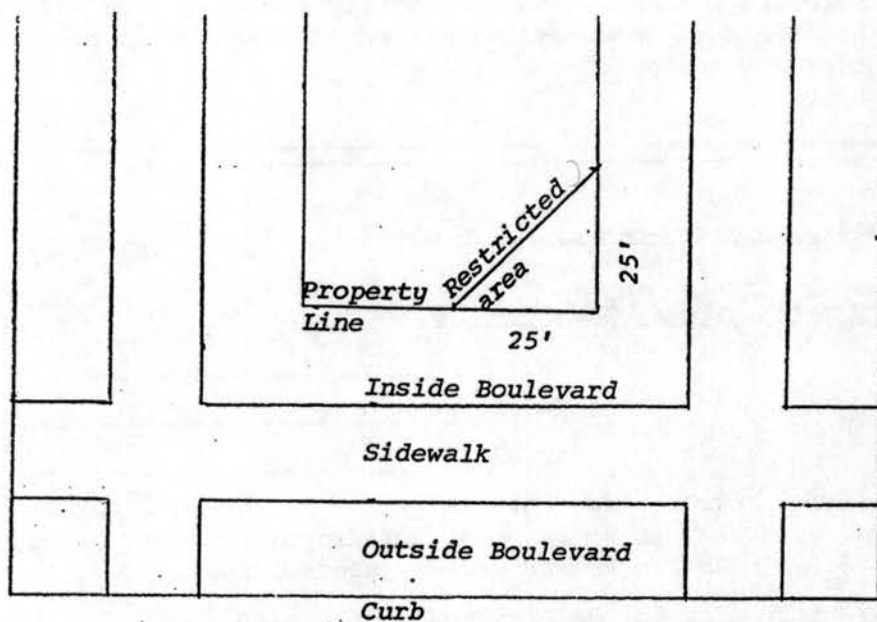 Restricted
area
25'
Property
Line
25'
Inside Boulevard
Sidewalk
Outside Boulevard
Curb